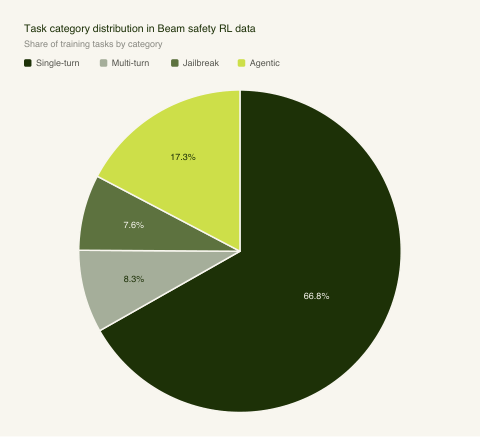 Task category distribution in Beam safety RL data
Share of training tasks by category
Single-turn Multi-turn Jailbreak Agentic
17.3%
7.6%
8.3%
66.8%